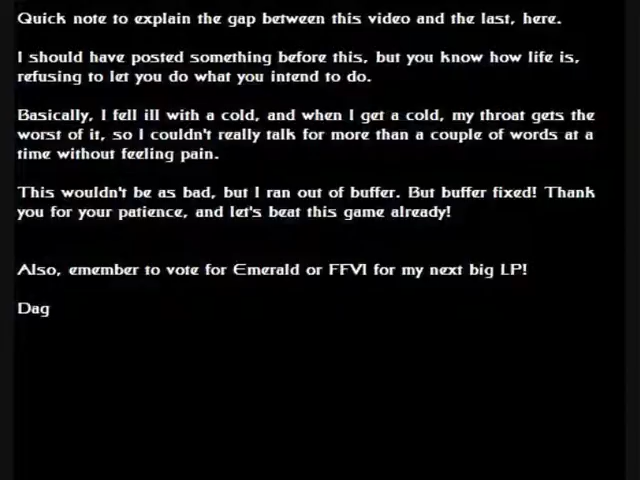 Quick note to explain the gap between this video and the last, here.
I should have posted something before this, but you know how life is,
refusing to let you do what you intend to do.
Basically, I fell ill with a cold, and when I get a cold, my throat gets the
worst of it, so I couldn't really talk for more than a couple of words at a
time without feeling pain.
This wouldn't be as bad, but I ran out of buffer. But buffer fixed! Thank
you for your patience, and let's beat this game already!
Also, emember to vote for Emerald or FFVI for my next big LP!
Dag